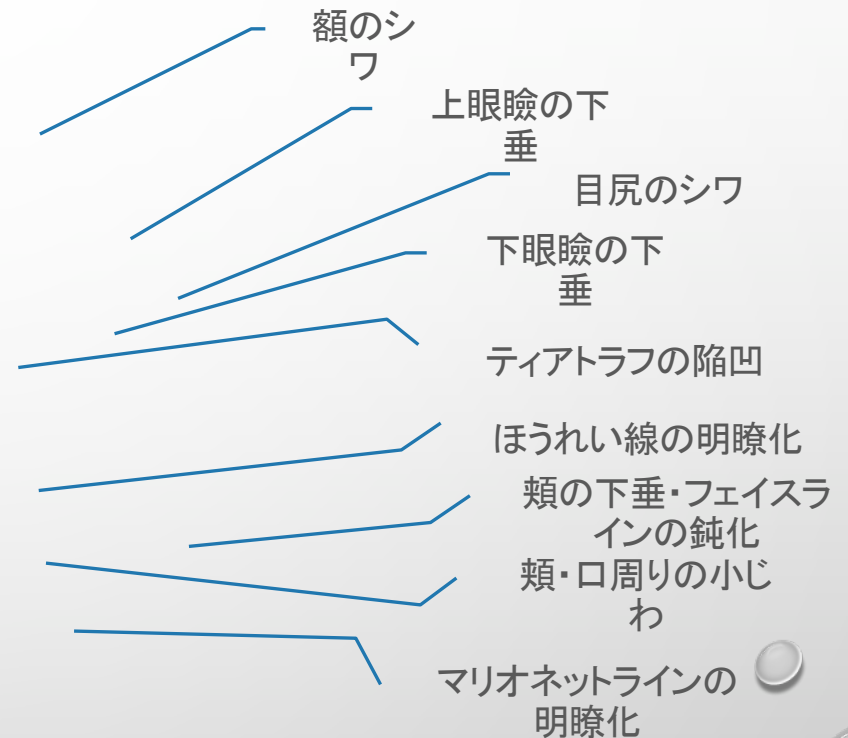 額のシ
ワ
上眼瞼の下
垂
目尻のシワ
下眼瞼の下
垂
ティアトラフの陥凹
ほうれい線の明瞭化
頬の下垂・フェイスラ
インの鈍化
頬・口周りの小じ
わ
マリオネットラインの
明瞭化